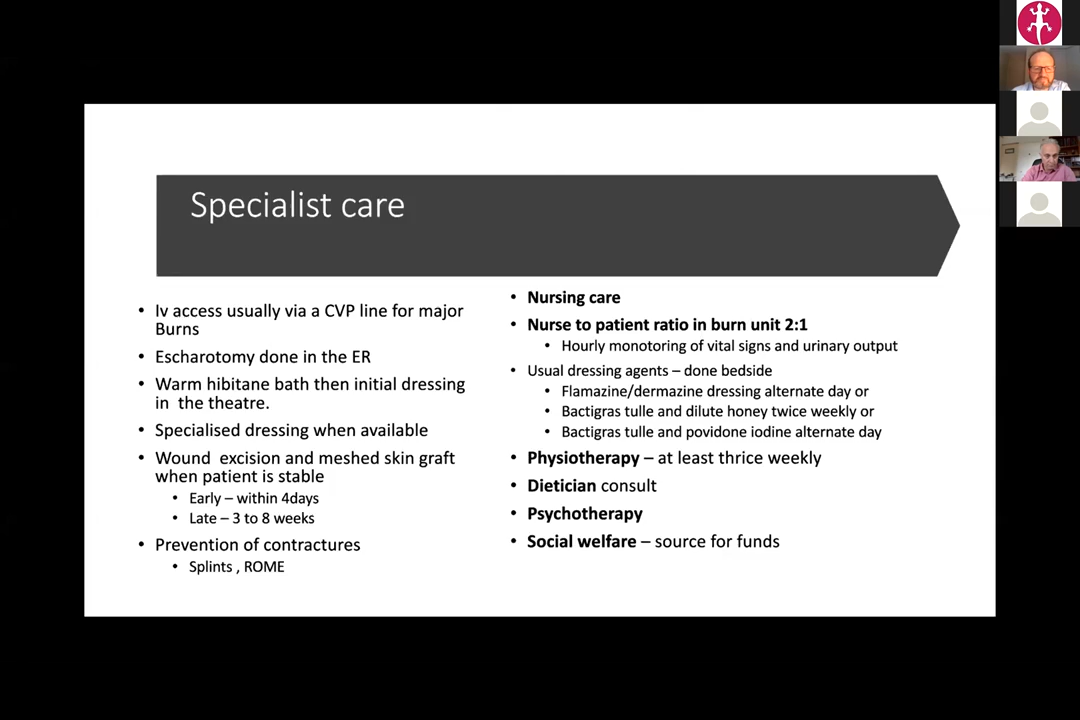 Specialist care
• Iv access usually via a CVP line for major
Burns
• Escharotomy done in the ER
• Warm hibitane bath then initial dressing
in the theatre.
• Specialised dressing when available
• Wound excision and meshed skin graft
when patient is stable
• Early – within 4days
• Late – 3 to 8 weeks
• Prevention of contractures
• Splints , ROME
• Nursing care
• Nurse to patient ratio in burn unit 2:1
• Hourly monotoring of vital signs and urinary output
• Usual dressing agents – done bedside
• Flamazine/dermazine dressing alternate day or
• Bactigras tulle and dilute honey twice weekly or
• Bactigras tulle and povidone iodine alternate day
• Physiotherapy – at least thrice weekly
• Dietician consult
• Psychotherapy
• Social welfare – source for funds